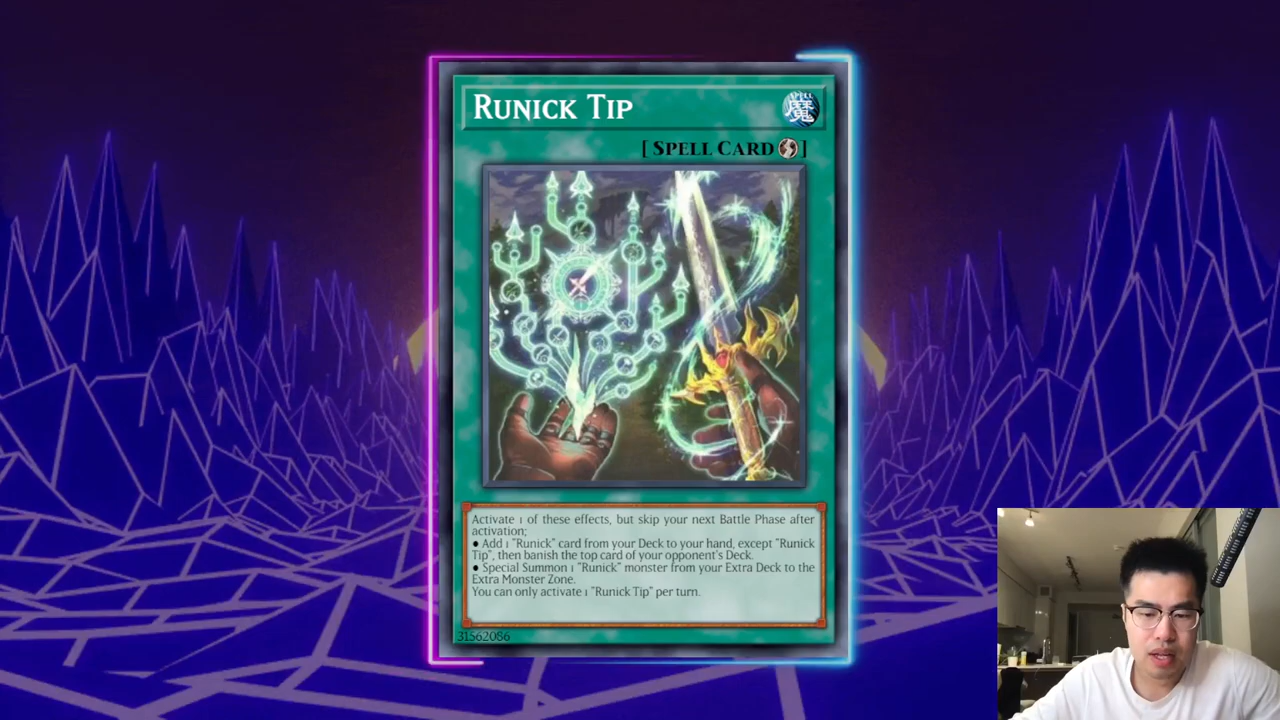 Runick Tip
魔
[ Spell Card ]
Activate 1 of these effects, but skip your next Battle Phase after
activation;
● Add 1 "Runick" card from your Deck to your hand, except "Runick
Tip", then banish the top card of your opponent's Deck.
● Special Summon 1 "Runick" monster from your Extra Deck to the
Extra Monster Zone.
You can only activate 1 "Runick Tip" per turn.
31562086